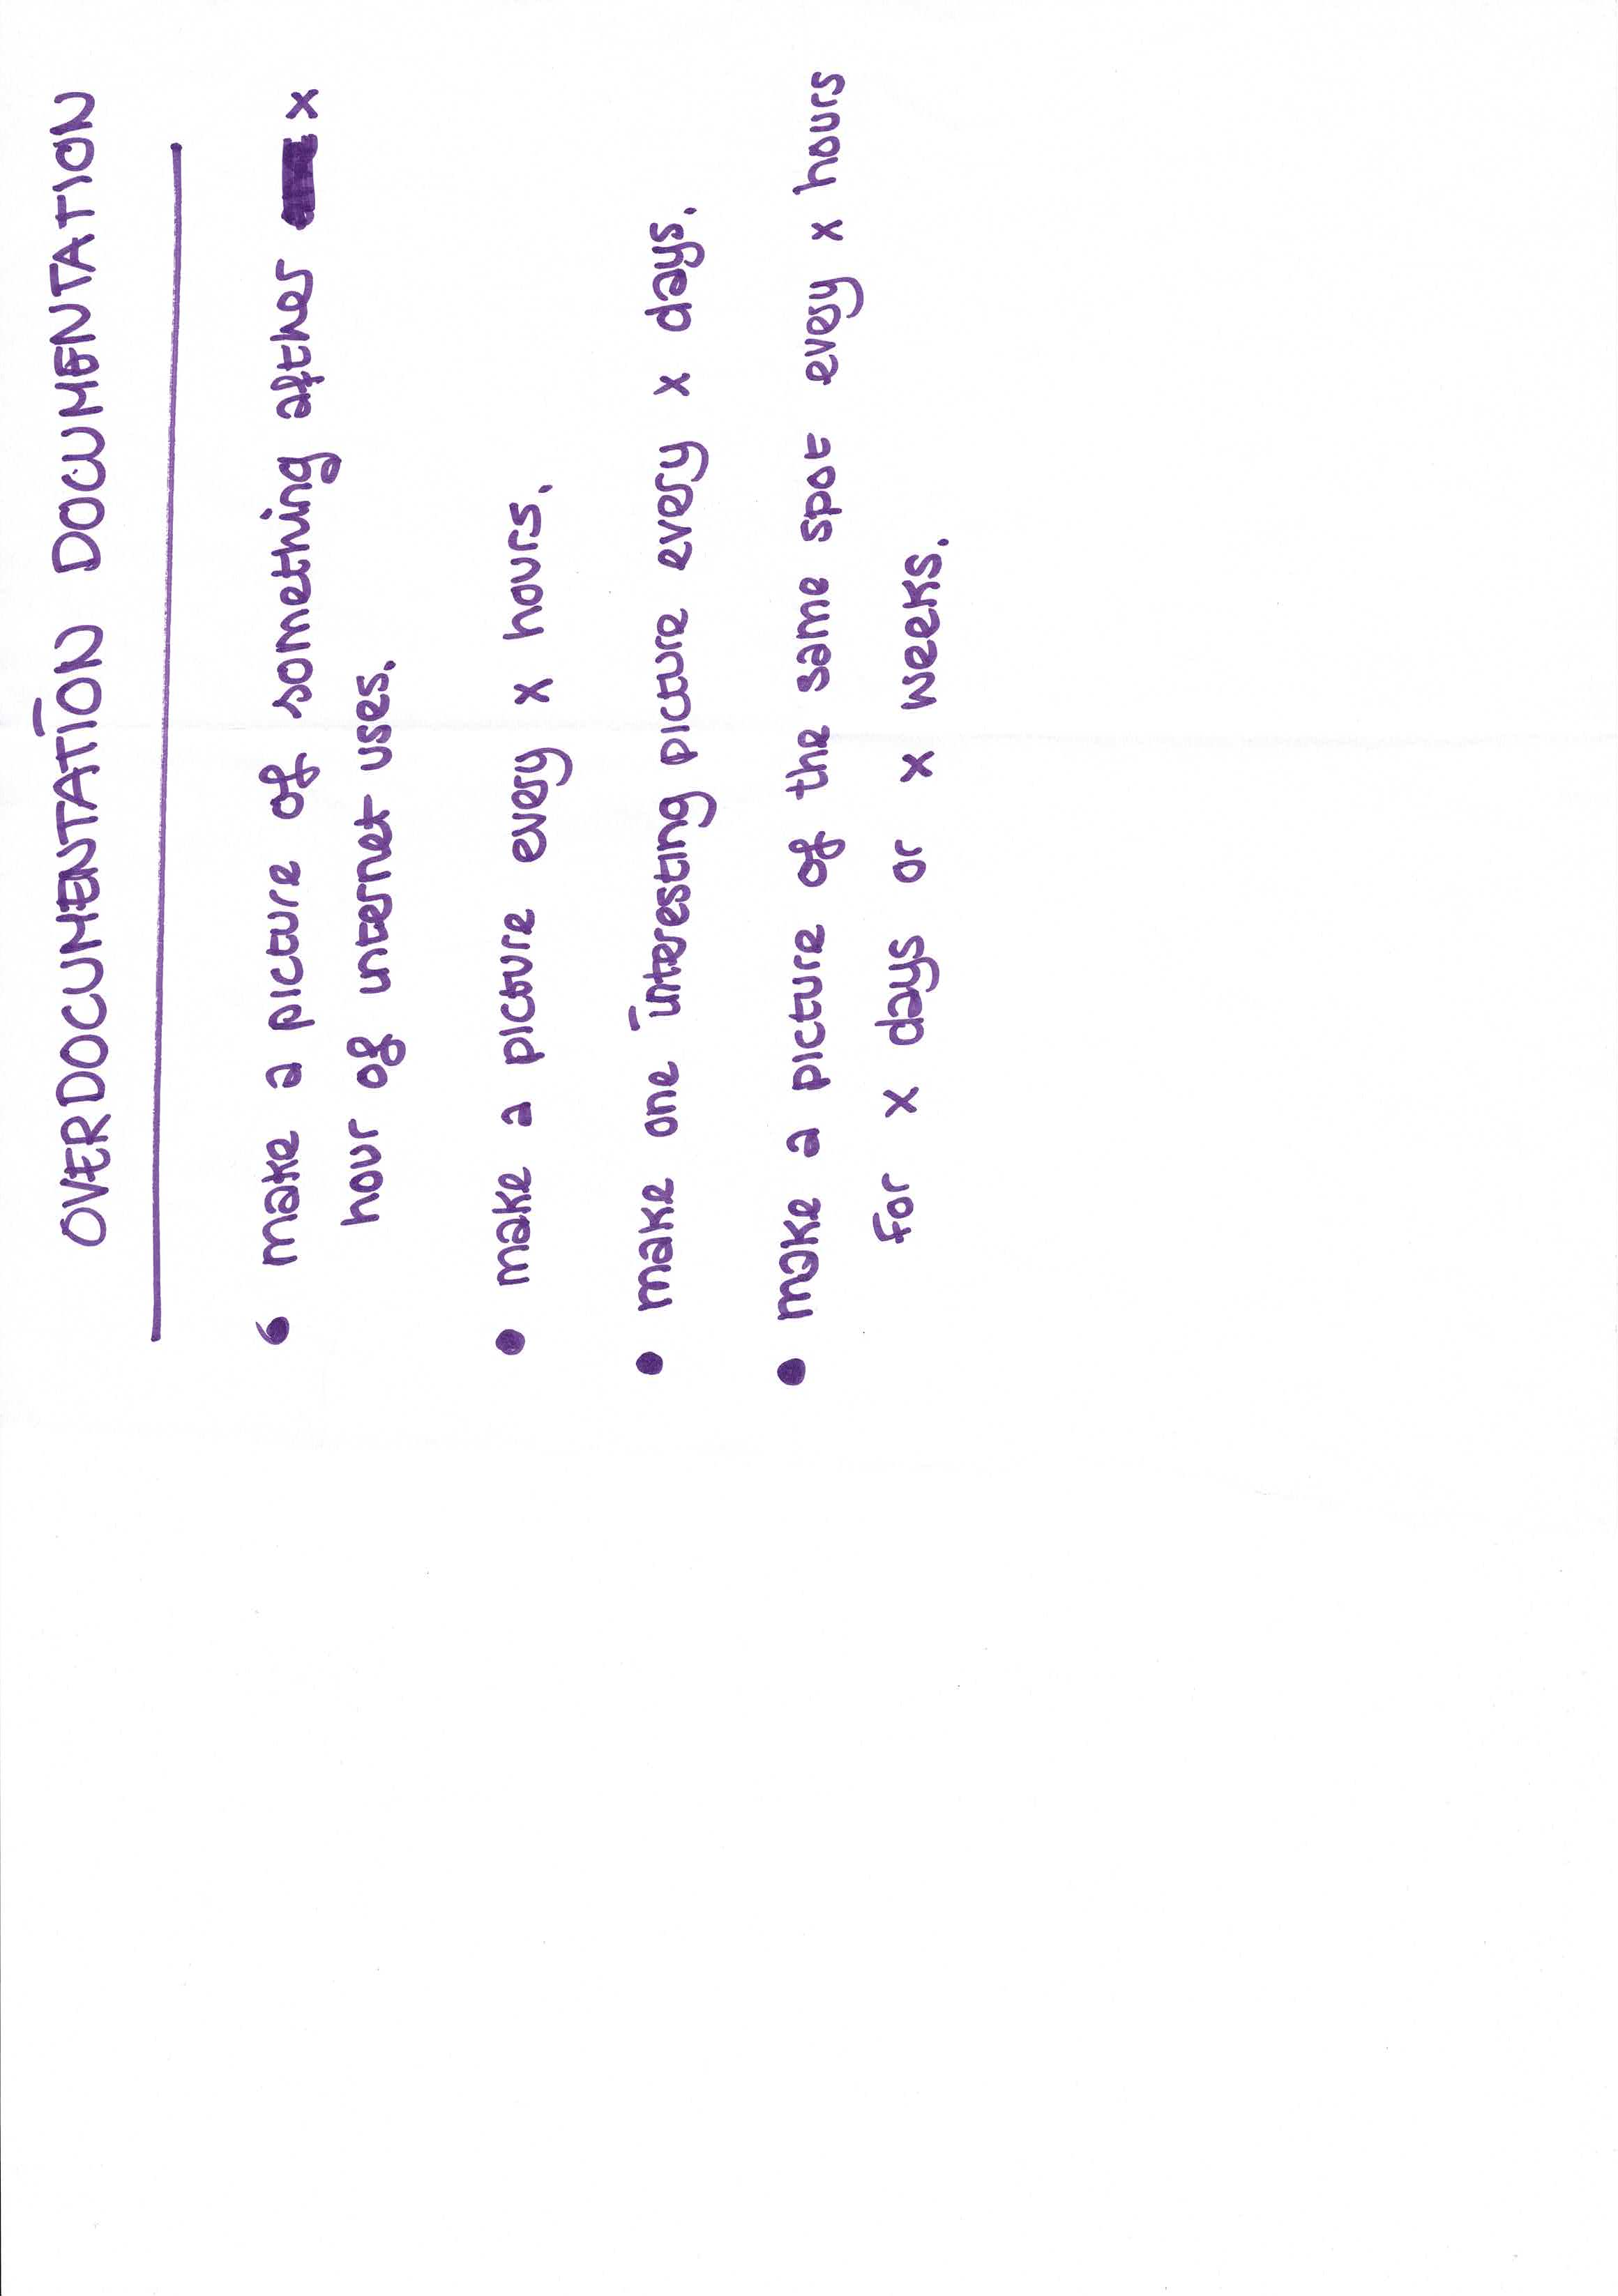 OVERDOCUMENTATION DOCUMENTATION
• make a picture of something afther x
hour of internet uses.
• make a picture every x hours.
• make one interesting picture every x days.
• make a picture of the same spot every x hours
for x days or x weeks.